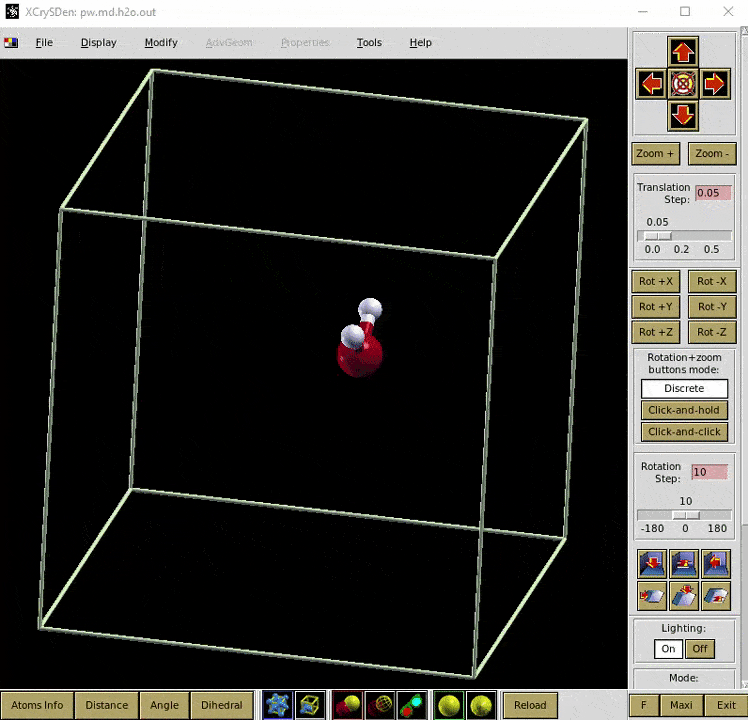 XCrySDen: pw.md.h2o.out
File Display Modify AdvGeom Properties Tools Help
Zoom + Zoom -
Translation
Step: 0.05
0.05
0.0 0.2 0.5
Rot +X Rot -X
Rot +Y Rot -Y
Rot +Z Rot -Z
Rotation+zoom
buttons mode:
Discrete
Click-and-hold
Click-and-click
Rotation
Step: 10
10
-180 0 180
Lighting:
On Off
Mode:
Atoms Info Distance Angle Dihedral Reload F Maxi Exit